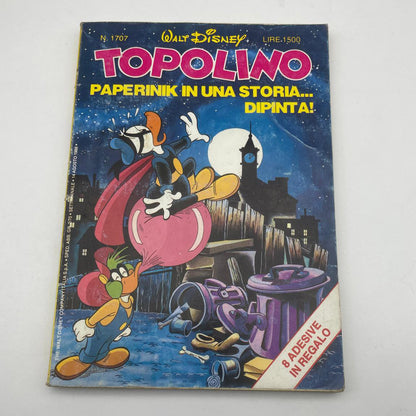 N. 1707
WALT DISNEY
LIRE 1500
TOPOLINO
PAPERINIK IN UNA STORIA...
DIPINTA!
8 ADESIVE
IN REGALO